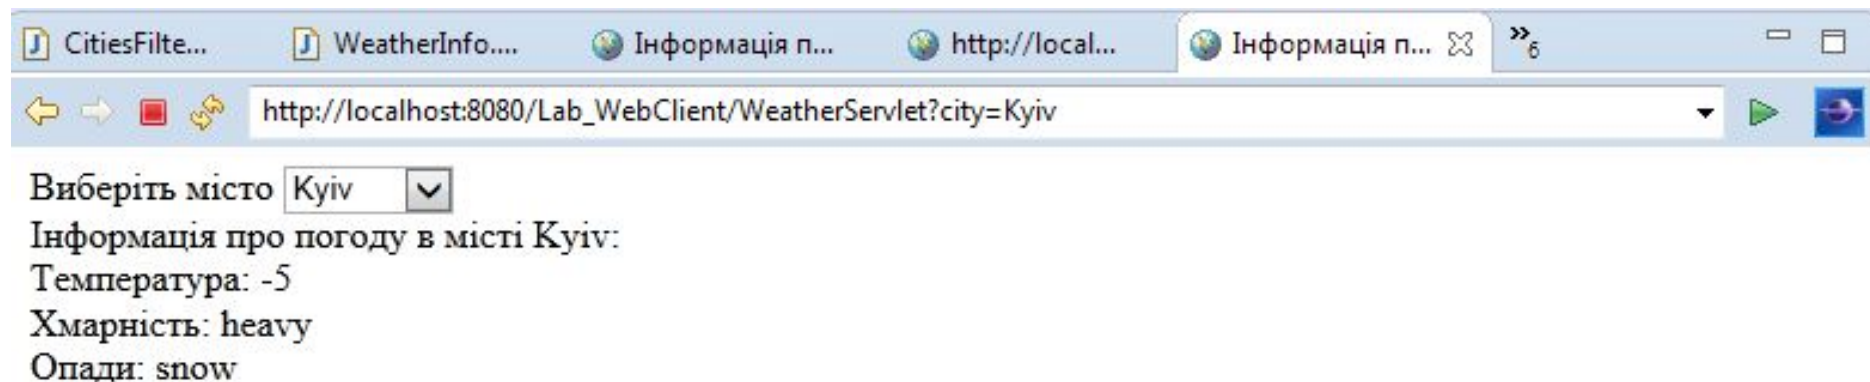 CitiesFilte... WeatherInfo.... Інформація п... http://local... Інформація п... »6
http://localhost:8080/Lab_WebClient/WeatherServlet?city=Kyiv
Виберіть місто Kyiv
Інформація про погоду в місті Kyiv:
Температура: -5
Хмарність: heavy
Опади: snow